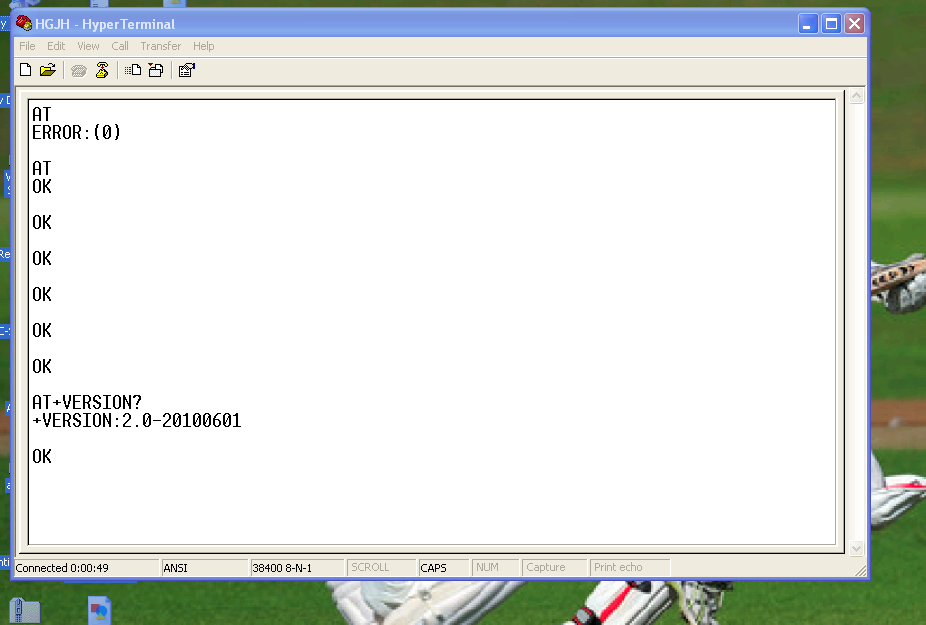 HGJH - HyperTerminal
File Edit View Call Transfer Help
AT
ERROR:(0)
AT
OK
OK
OK
OK
OK
OK
AT+VERSION?
+VERSION:2.0-20100601
OK
Connected 0:00:49 ANSI 38400 8-N-1 SCROLL CAPS NUM Capture Print echo